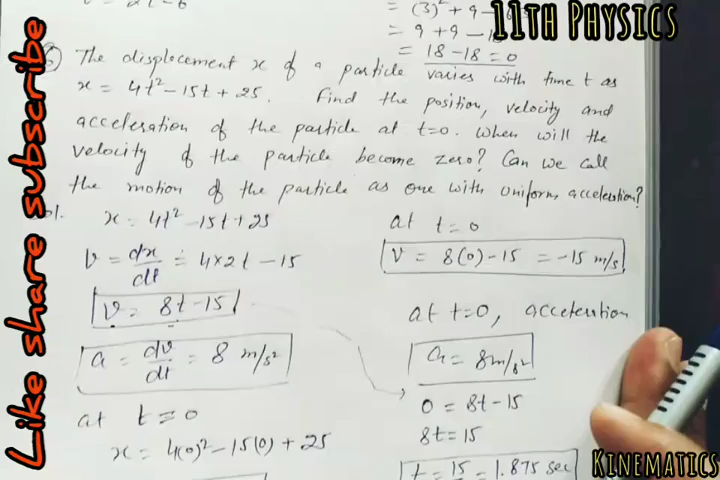 = (3)² + 9 –
= 9 + 9 – 18
= 18 – 18 = 0
The displacement x of a particle varies with time t as
x = 4t² – 15t + 25. Find the position, velocity and
acceleration of the particle at t=0. When will the
velocity of the particle become zero? Can we call
the motion of the particle as one with uniform acceleration?
x = 4t² – 15t + 25
V = dx/dt = 4×2t – 15
V = 8t – 15
a = dv/dt = 8 m/s²
at t = 0
x = 4(0)² – 15(0) + 25
at t = 0
V = 8(0) – 15 = –15 m/s
at t=0, acceleration
a = 8m/s²
0 = 8t – 15
8t = 15
t = 15 = 1.875 sec
11th Physics
Like share subscribe
Kinematics